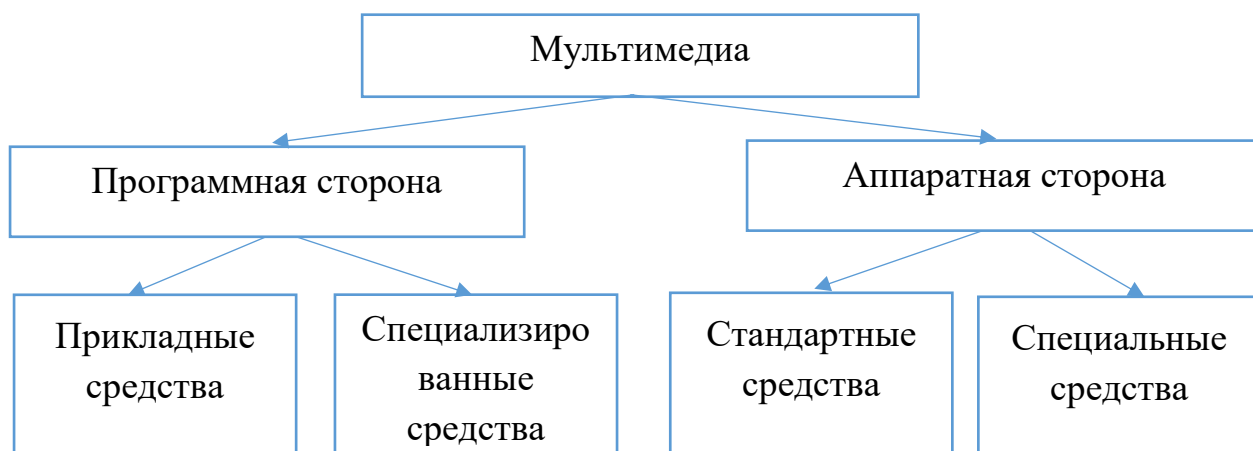 Мультимедиа
Программная сторона
Аппаратная сторона
Прикладные
средства
Специализиро
ванные
средства
Стандартные
средства
Специальные
средства